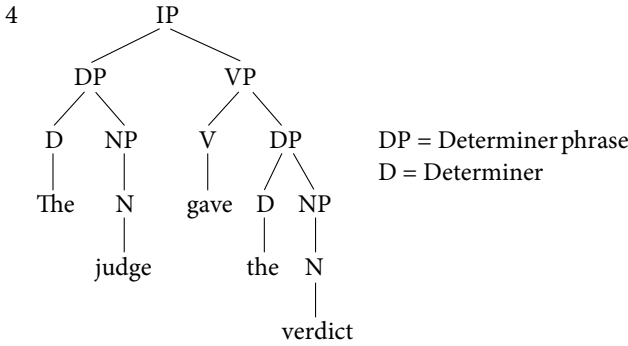 4 IP
DP VP
D NP V DP DP = Determiner phrase
D = Determiner
The N gave D NP
judge the N
verdict